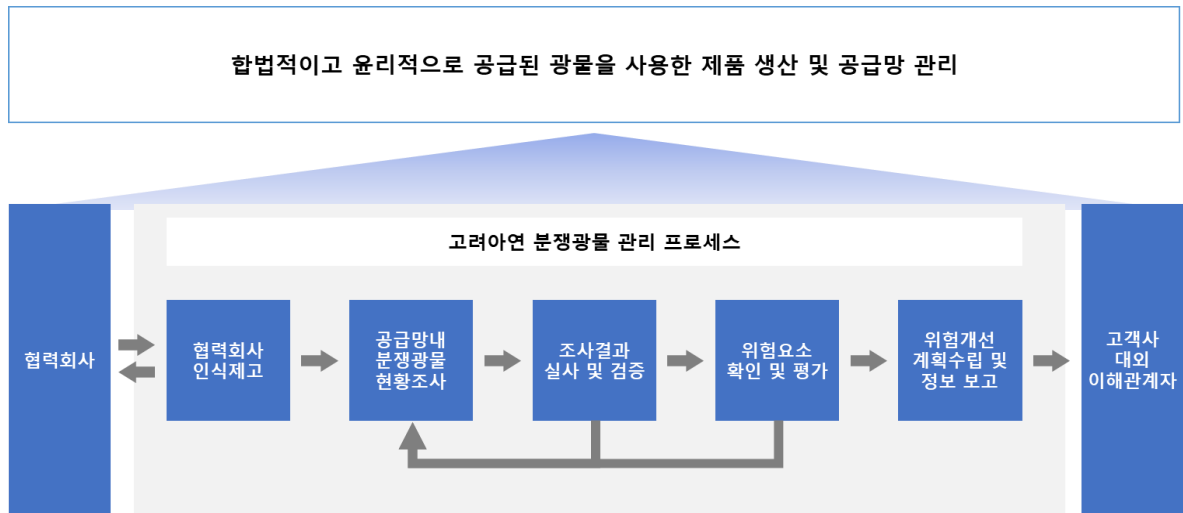 합법적이고 윤리적으로 공급된 광물을 사용한 제품 생산 및 공급망 관리
고려아연 분쟁광물 관리 프로세스
협력회사
협력회사
인식제고
공급망내
분쟁광물
현황조사
조사결과
실사 및 검증
위험요소
확인 및 평가
위험개선
계획수립 및
정보 보고
고객사
대외
이해관계자